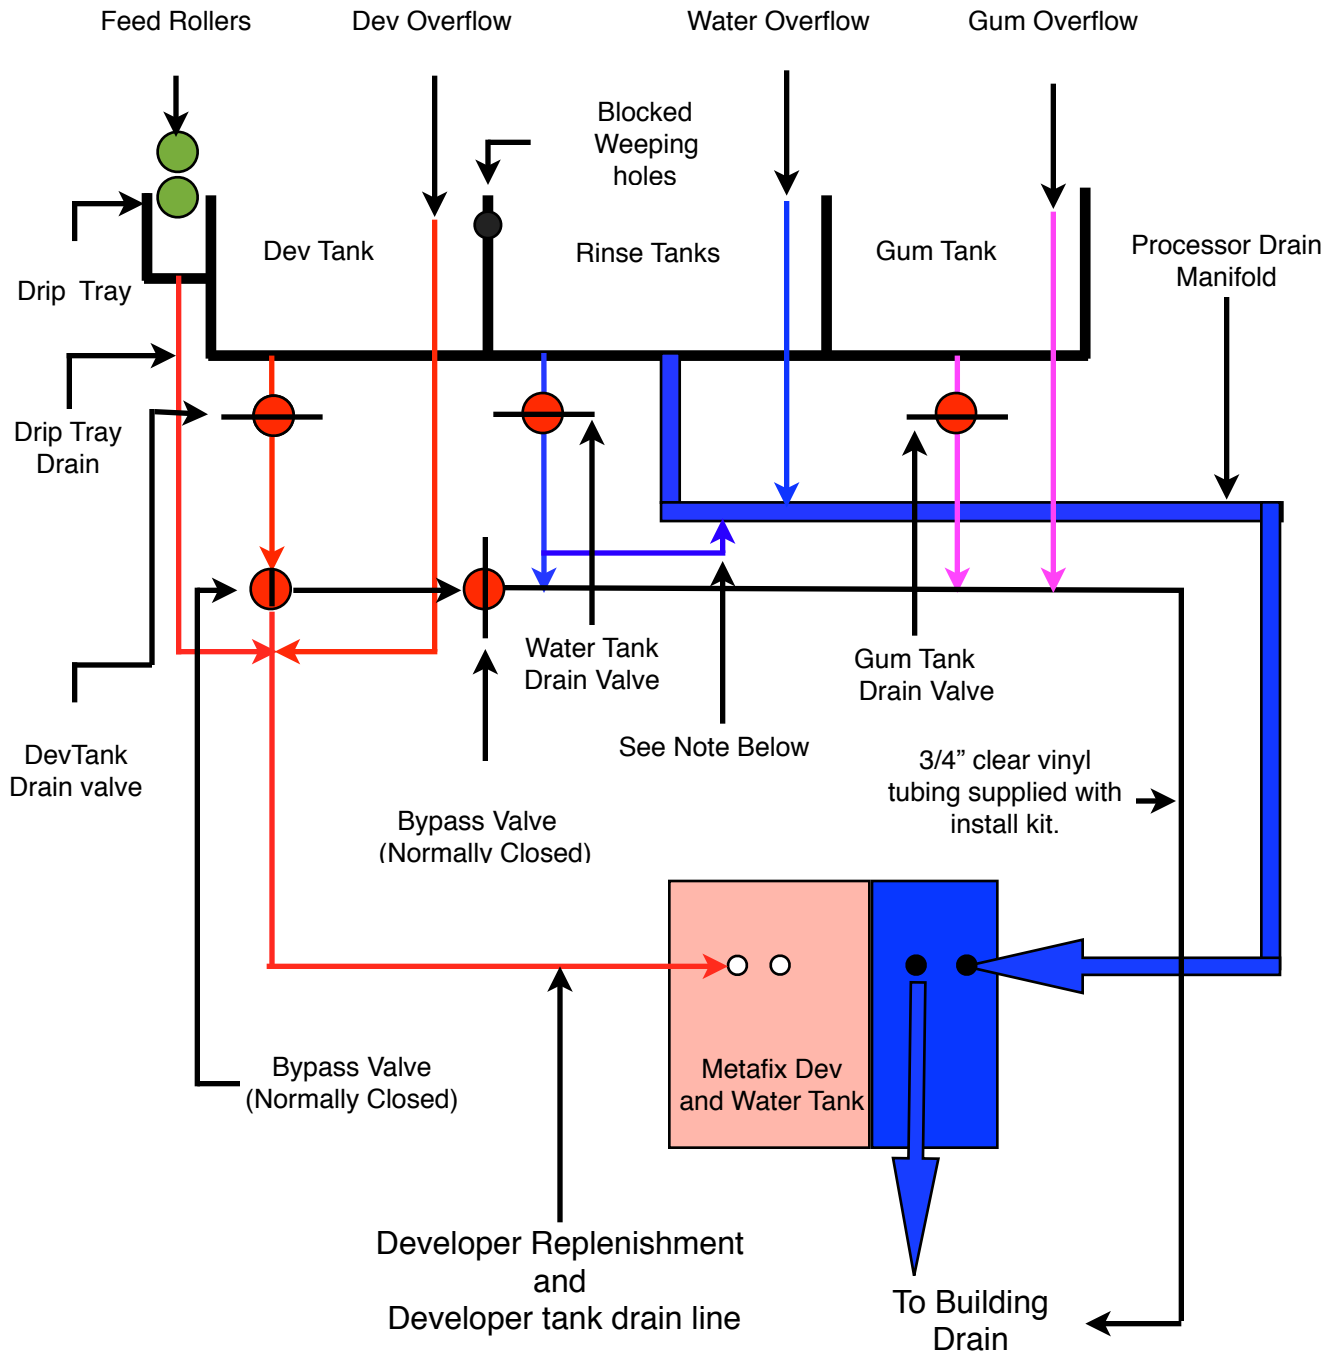 Feed Rollers
Dev Overflow
Water Overflow
Gum Overflow
Blocked
Weeping
holes
Dev Tank
Rinse Tanks
Gum Tank
Processor Drain
Manifold
Drip Tray
Drip Tray
Drain
Water Tank
Drain Valve
Gum Tank
Drain Valve
See Note Below
DevTank
Drain valve
3/4” clear vinyl
tubing supplied with
install kit.
Bypass Valve
(Normally Closed)
Bypass Valve
(Normally Closed)
Metafix Dev
and Water Tank
Developer Replenishment
and
Developer tank drain line
To Building
Drain